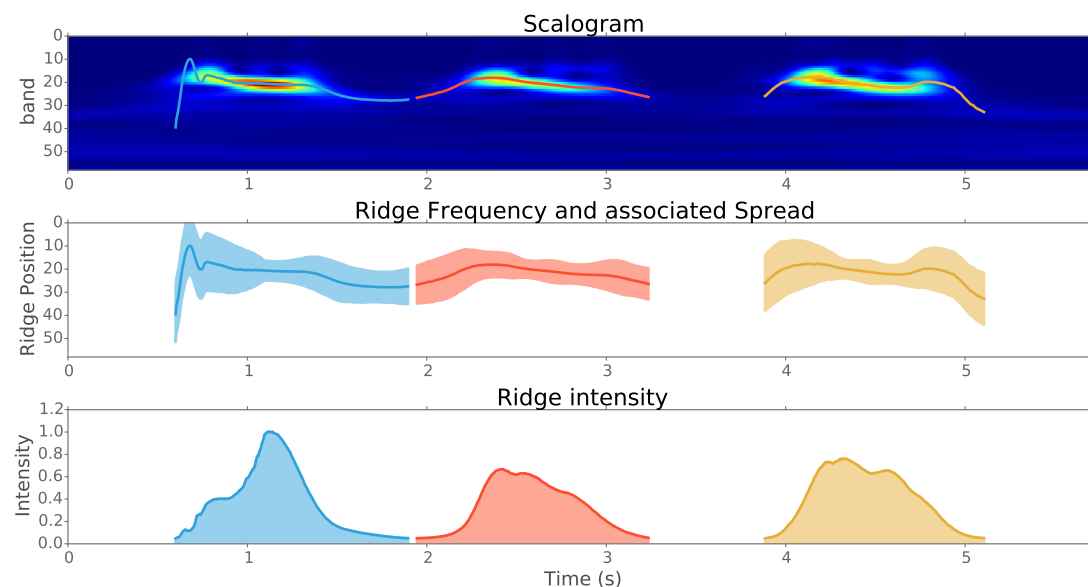 Scalogram
band
0
10
20
30
40
50
0 1 2 3 4 5
Ridge Frequency and associated Spread
Ridge Position
0
10
20
30
40
50
0 1 2 3 4 5
Ridge intensity
Intensity
1.2
1.0
0.8
0.6
0.4
0.2
0.0
0 1 2 3 4 5
Time (s)